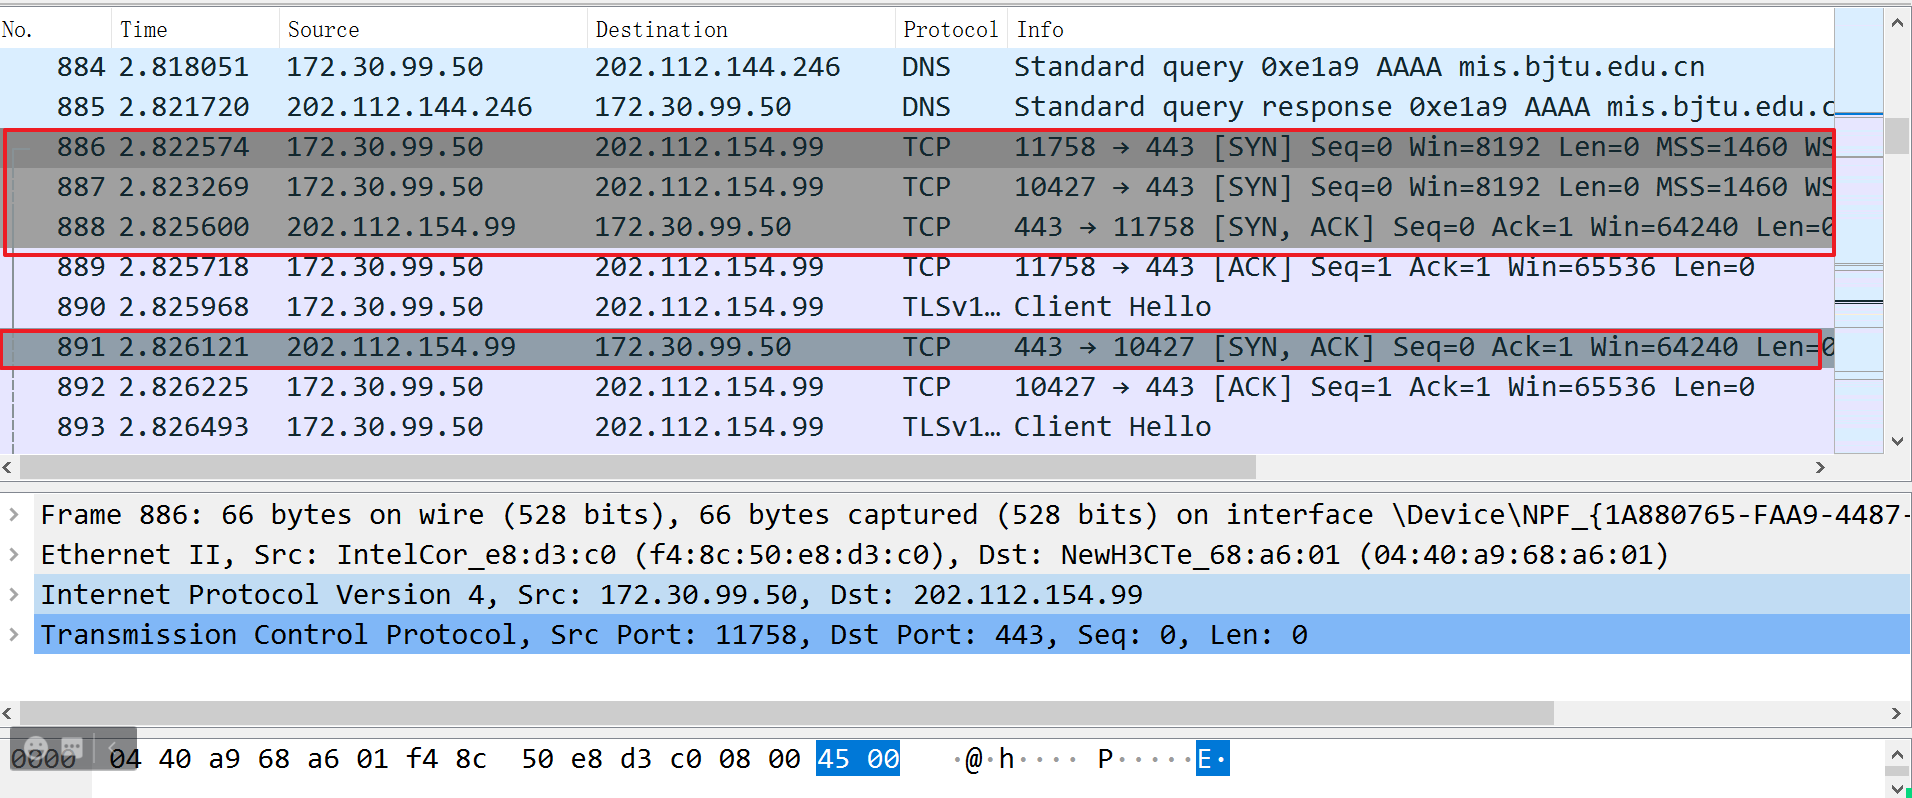 No. Time Source Destination Protocol Info
884 2.818051 172.30.99.50 202.112.144.246 DNS Standard query 0xe1a9 AAAA mis.bjtu.edu.cn
885 2.821720 202.112.144.246 172.30.99.50 DNS Standard query response 0xe1a9 AAAA mis.bjtu.edu.c
886 2.822574 172.30.99.50 202.112.154.99 TCP 11758 → 443 [SYN] Seq=0 Win=8192 Len=0 MSS=1460 WS
887 2.823269 172.30.99.50 202.112.154.99 TCP 10427 → 443 [SYN] Seq=0 Win=8192 Len=0 MSS=1460 WS
888 2.825600 202.112.154.99 172.30.99.50 TCP 443 → 11758 [SYN, ACK] Seq=0 Ack=1 Win=64240 Len=0
889 2.825718 172.30.99.50 202.112.154.99 TCP 11758 → 443 [ACK] Seq=1 Ack=1 Win=65536 Len=0
890 2.825968 172.30.99.50 202.112.154.99 TLSv1… Client Hello
891 2.826121 202.112.154.99 172.30.99.50 TCP 443 → 10427 [SYN, ACK] Seq=0 Ack=1 Win=64240 Len=0
892 2.826225 172.30.99.50 202.112.154.99 TCP 10427 → 443 [ACK] Seq=1 Ack=1 Win=65536 Len=0
893 2.826493 172.30.99.50 202.112.154.99 TLSv1… Client Hello
Frame 886: 66 bytes on wire (528 bits), 66 bytes captured (528 bits) on interface \Device\NPF_{1A880765-FAA9-4487-
Ethernet II, Src: IntelCor_e8:d3:c0 (f4:8c:50:e8:d3:c0), Dst: NewH3CTe_68:a6:01 (04:40:a9:68:a6:01)
Internet Protocol Version 4, Src: 172.30.99.50, Dst: 202.112.154.99
Transmission Control Protocol, Src Port: 11758, Dst Port: 443, Seq: 0, Len: 0
0000 04 40 a9 68 a6 01 f4 8c 50 e8 d3 c0 08 00 45 00 ·@·h···· P·····E·